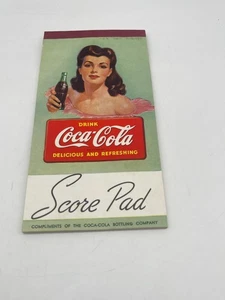 DRINK
Coca-Cola
DELICIOUS AND REFRESHING
Score Pad
COMPLIMENTS OF THE COCA-COLA BOTTLING COMPANY